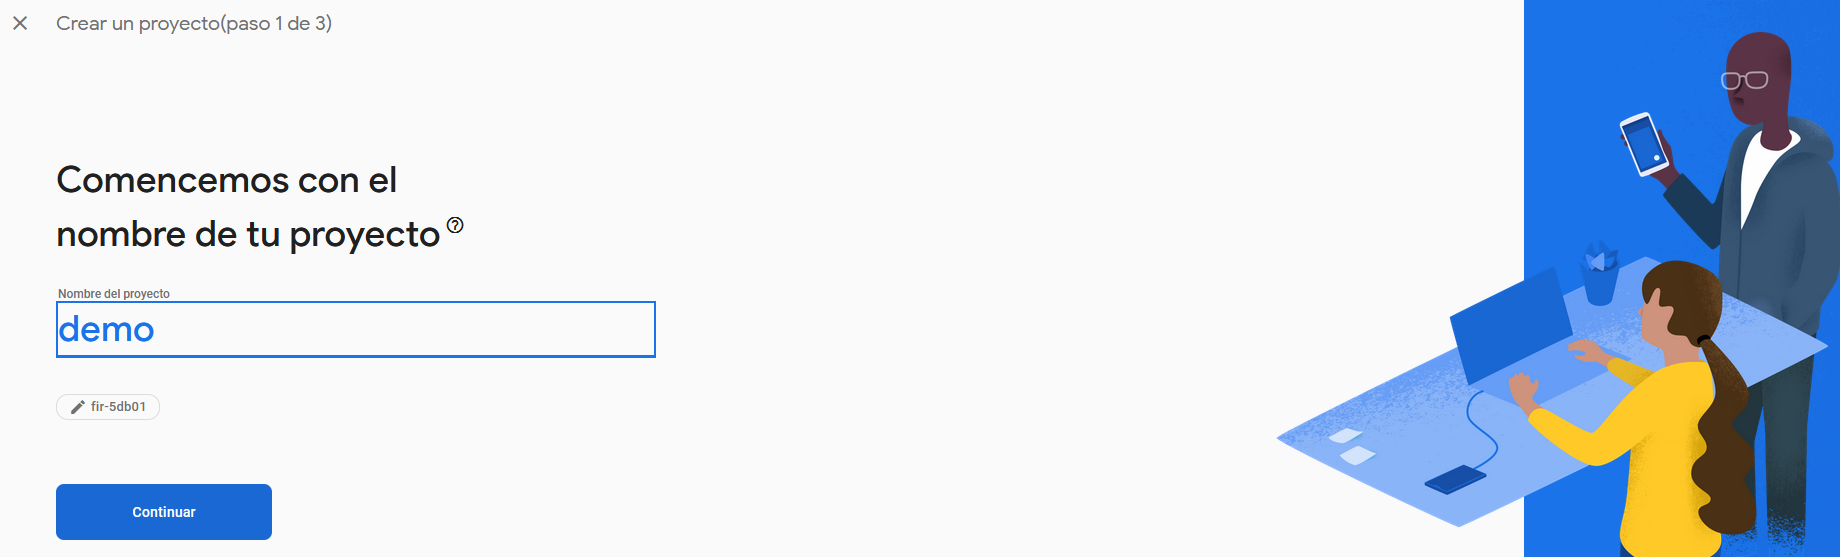 Crear un proyecto(paso 1 de 3)
Comencemos con el
nombre de tu proyecto
Nombre del proyecto
demo
fir-5db01
Continuar